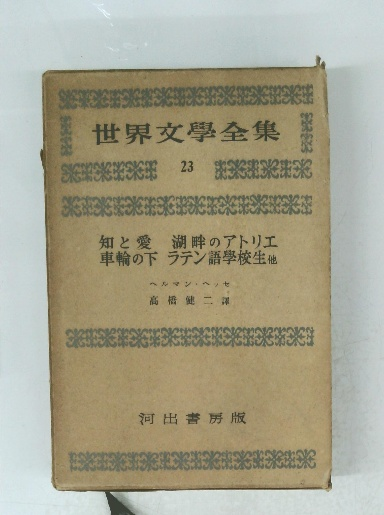 世界文學全集
23
知と愛 湖畔のアトリエ
車輪の下 ラテン語學校生他
ヘルマン・ヘッセ
高橋健二譯
河出書房版